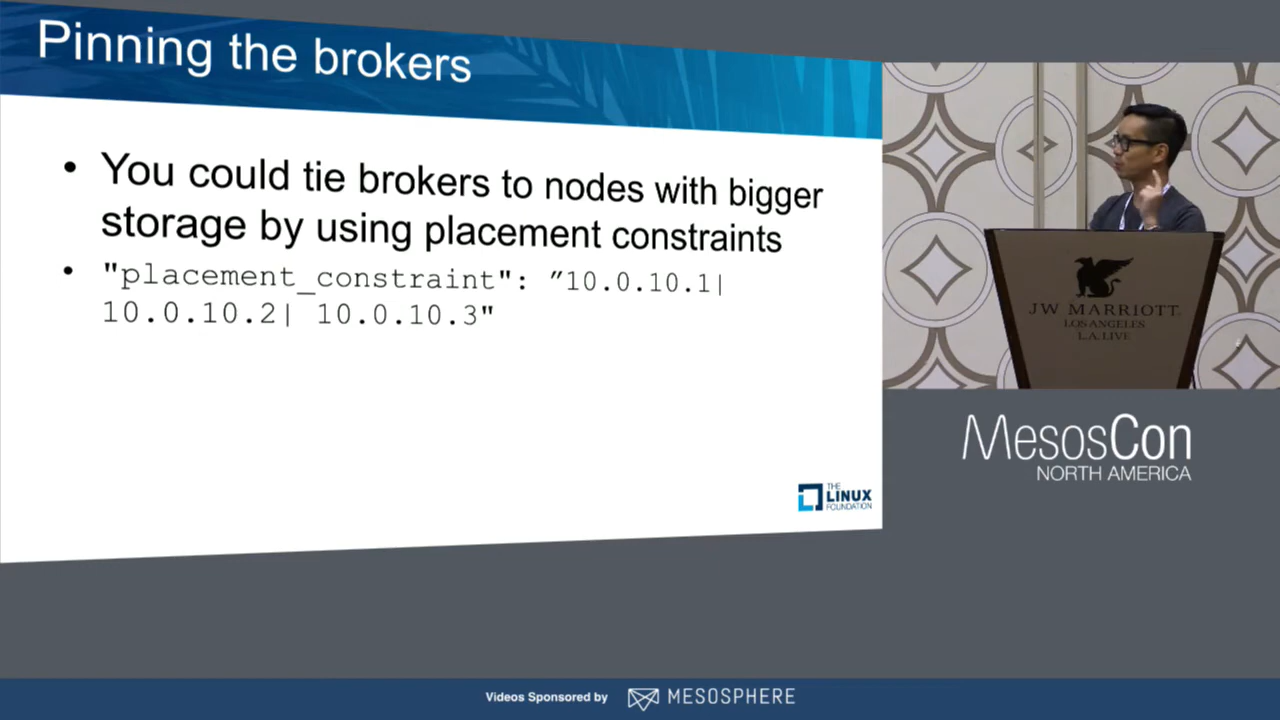 Pinning the brokers
• You could tie brokers to nodes with bigger
storage by using placement constraints
• "placement_constraint": ”10.0.10.1|
10.0.10.2| 10.0.10.3"
THE
LINUX
FOUNDATION
JW MARRIOTT
LOS ANGELES
L.A. LIVE
MesosCon
NORTH AMERICA
Videos Sponsored by
MESOSPHERE